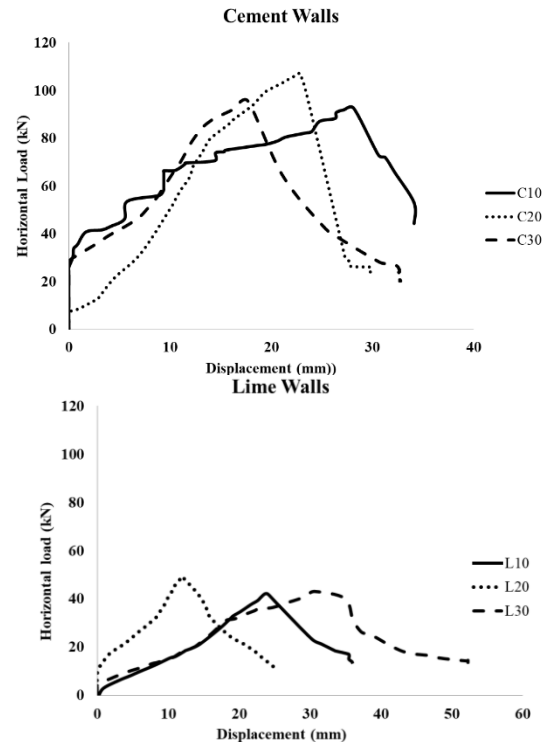 Cement Walls
120
100
80
60
40
20
0
Horizontal Load (kN)
0 10 20 30 40
Displacement (mm))
C10
C20
C30
Lime Walls
120
100
80
60
40
20
0
Horizontal load (kN)
0 10 20 30 40 50 60
Displacement (mm)
L10
L20
L30